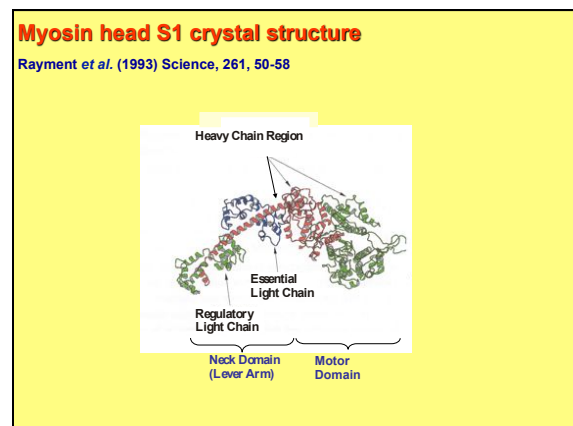 Myosin head S1 crystal structure
Rayment et al. (1993) Science, 261, 50-58
Heavy Chain Region
Essential
Light Chain
Regulatory
Light Chain
Neck Domain
(Lever Arm)
Motor
Domain